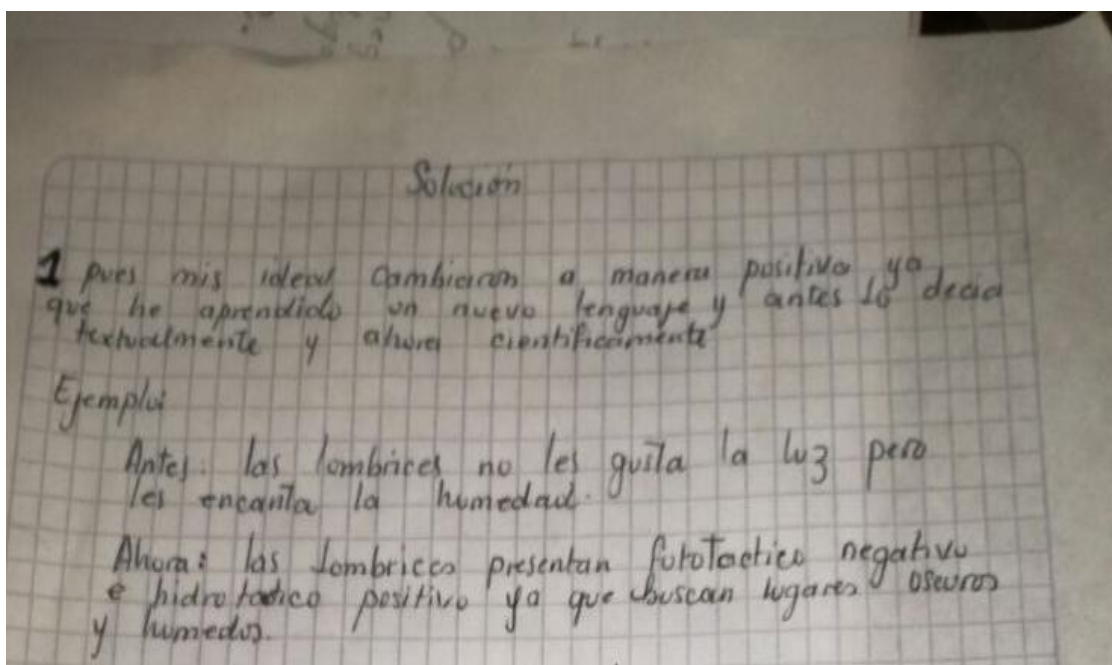 Solución
1 pues mis ideas cambiaron a manera positiva ya
que he aprendido un nuevo lenguaje y antes lo decia
textualmente y ahora cientificamente
Ejemplo:
Antes: las lombrices no les gusta la luz pero
les encanta la humedad.
Ahora: las lombrices presentan fototactico negativo
e hidrotactico positivo ya que buscan lugares oscuros
y humedos.